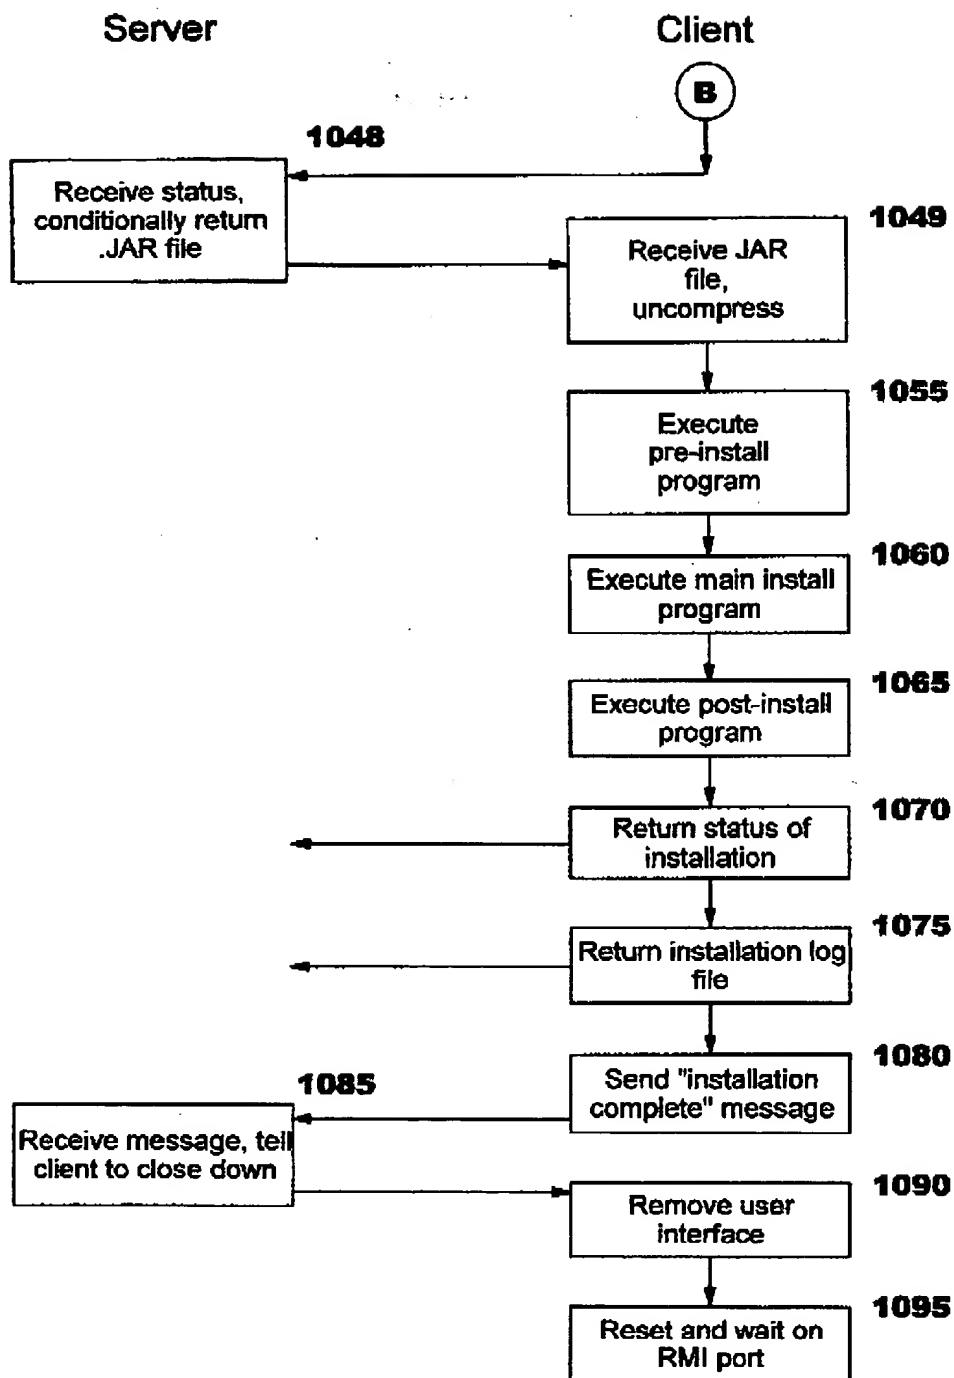 Server
Client
B
1048
Receive status,
conditionally return
.JAR file
1049
Receive JAR
file,
uncompress
1055
Execute
pre-install
program
1060
Execute main install
program
1065
Execute post-install
program
1070
Return status of
installation
1075
Return installation log
file
1080
Send "installation
complete" message
1085
Receive message, tell
client to close down
1090
Remove user
interface
1095
Reset and wait on
RMI port